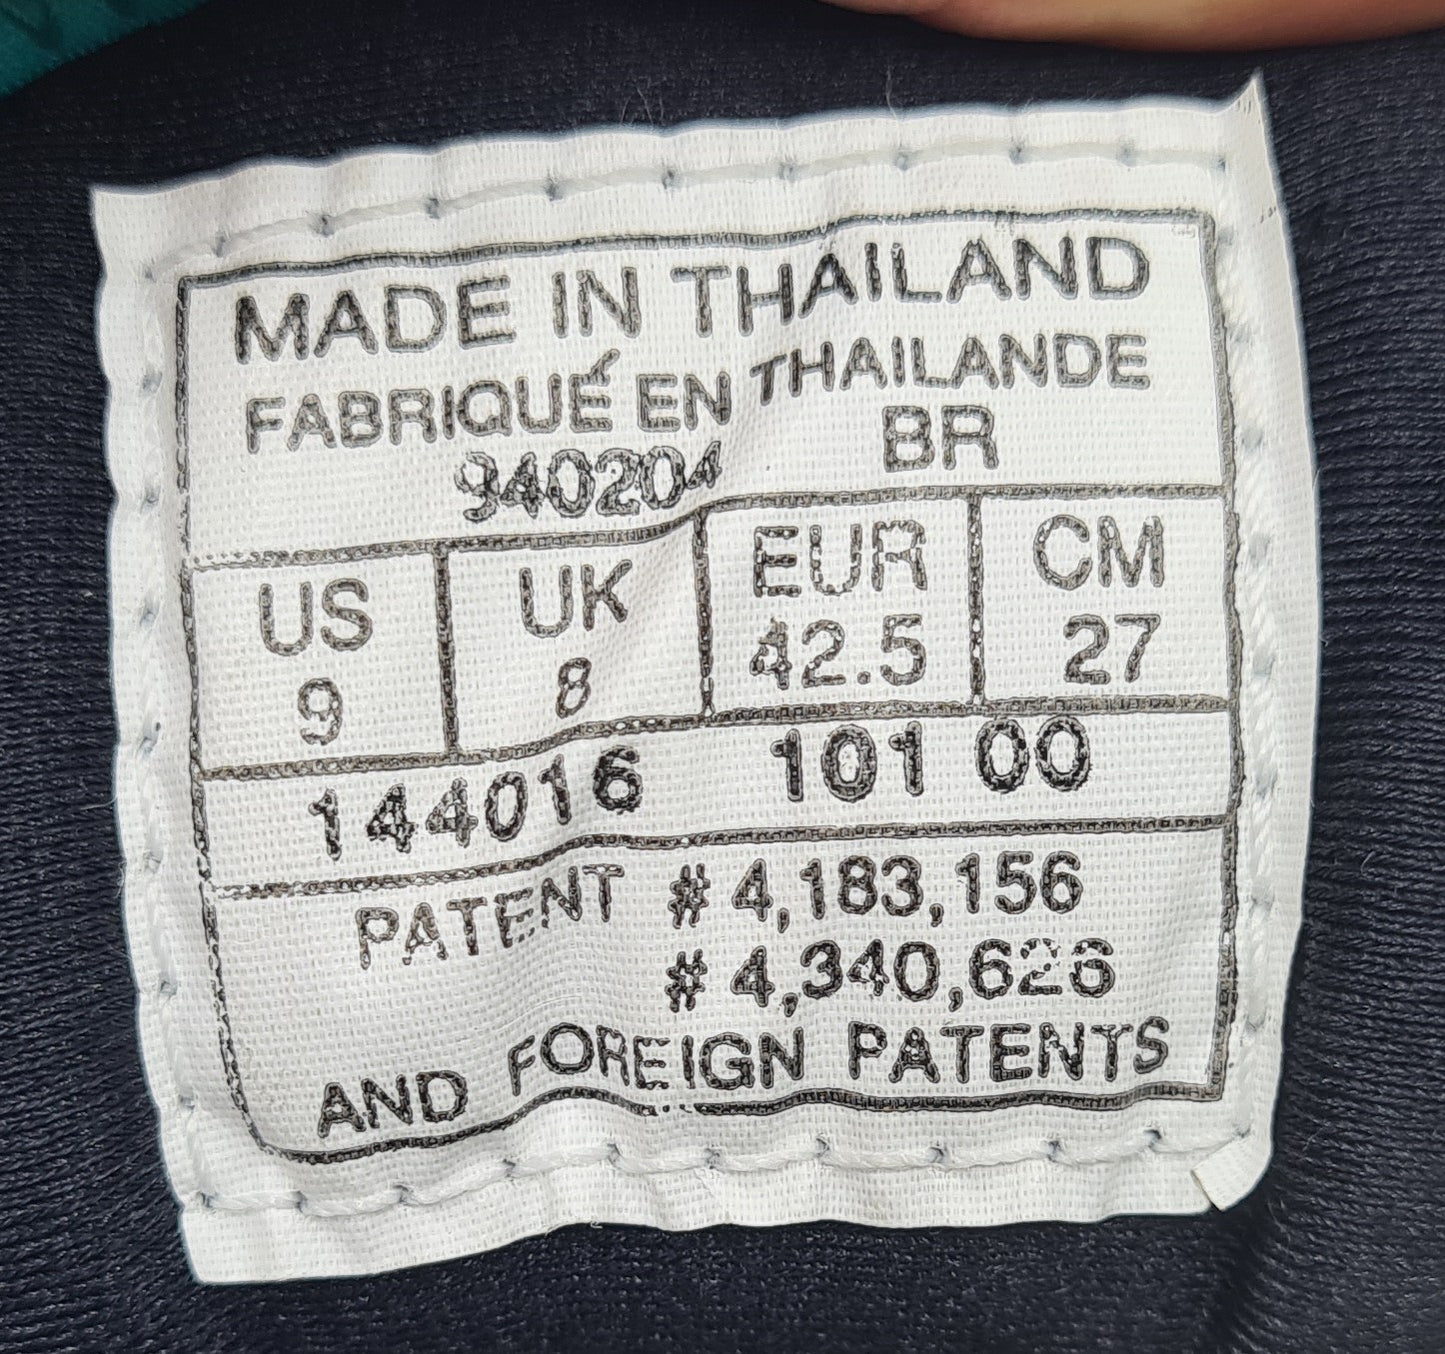 MADE IN THAILAND
FABRIQUÉ EN THAILANDE
940204 BR
US UK EUR CM
9 8 42.5 27
144016 101 00
PATENT # 4,183,156
# 4,340,626
AND FOREIGN PATENTS